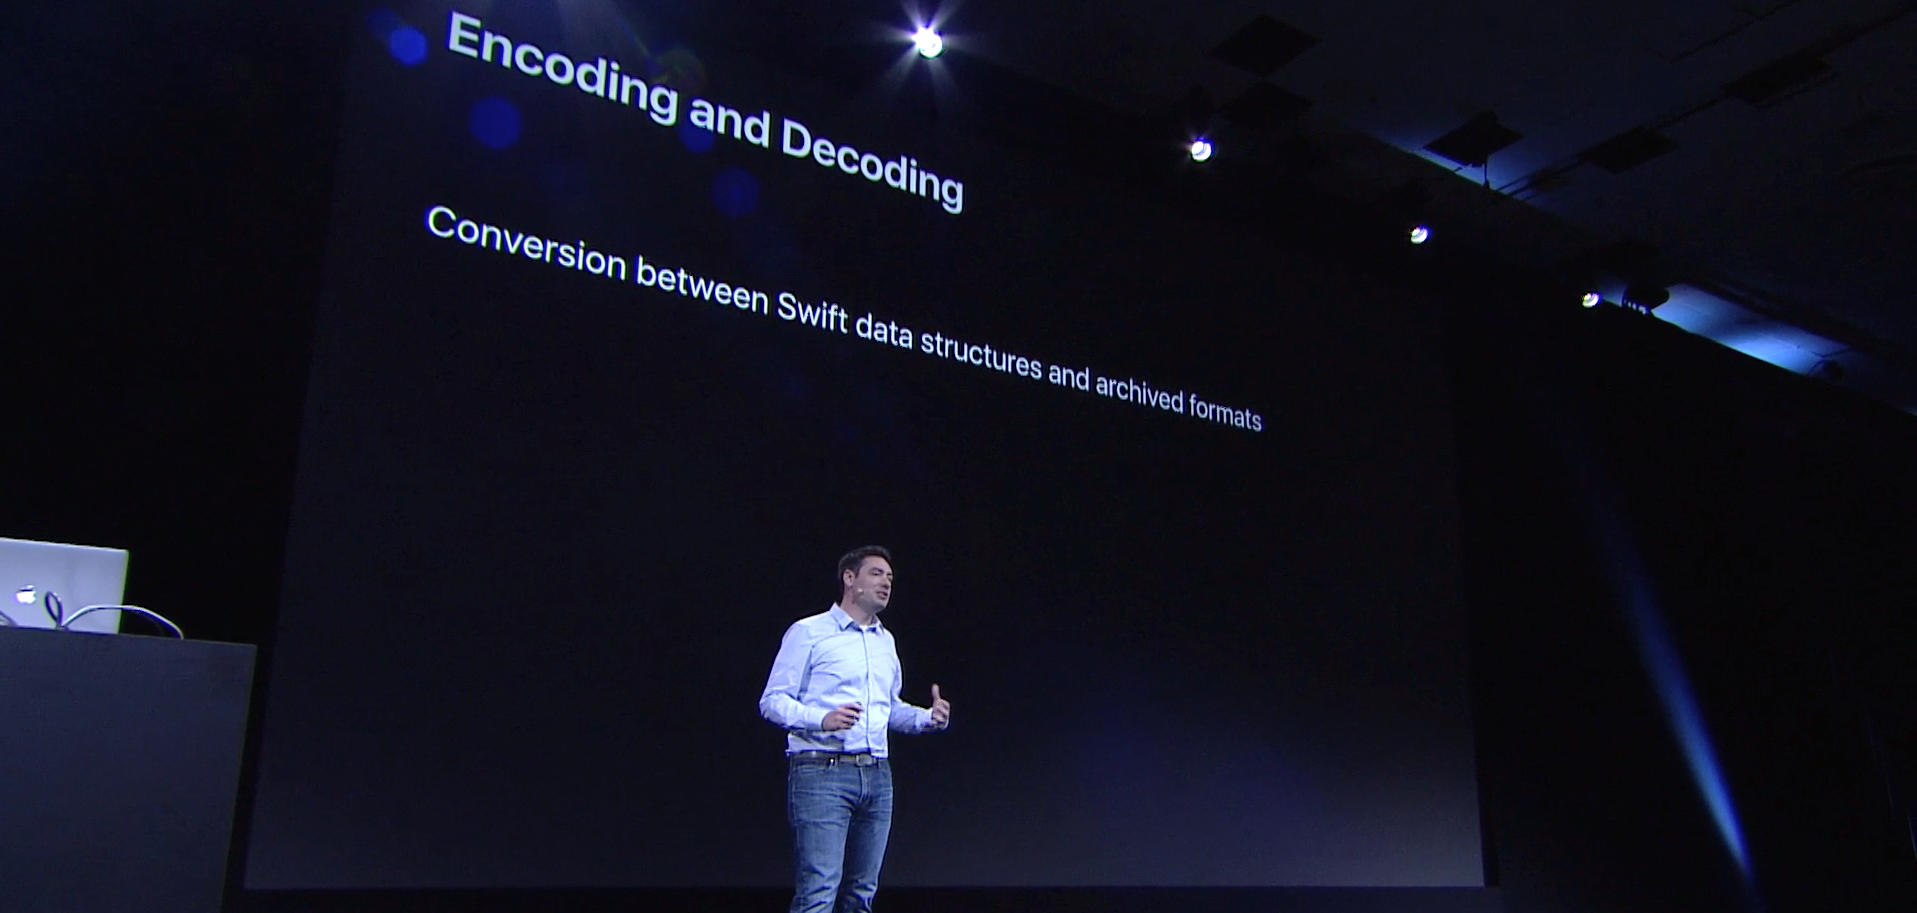 Encoding and Decoding
Conversion between Swift data structures and archived formats